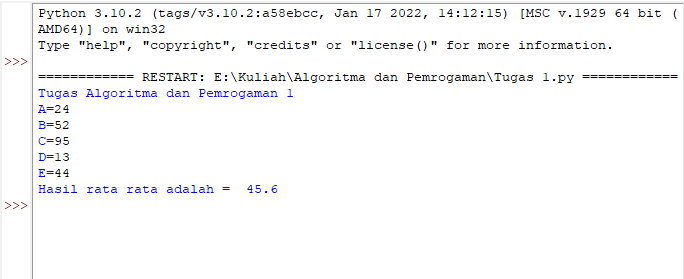 Python 3.10.2 (tags/v3.10.2:a58ebcc, Jan 17 2022, 14:12:15) [MSC v.1929 64 bit (
AMD64)] on win32
Type "help", "copyright", "credits" or "license()" for more information.
>>>
============ RESTART: E:\Kuliah\Algoritma dan Pemrogaman\Tugas 1.py ============
Tugas Algoritma dan Pemrogaman 1
A=24
B=52
C=95
D=13
E=44
Hasil rata rata adalah =  45.6
>>>